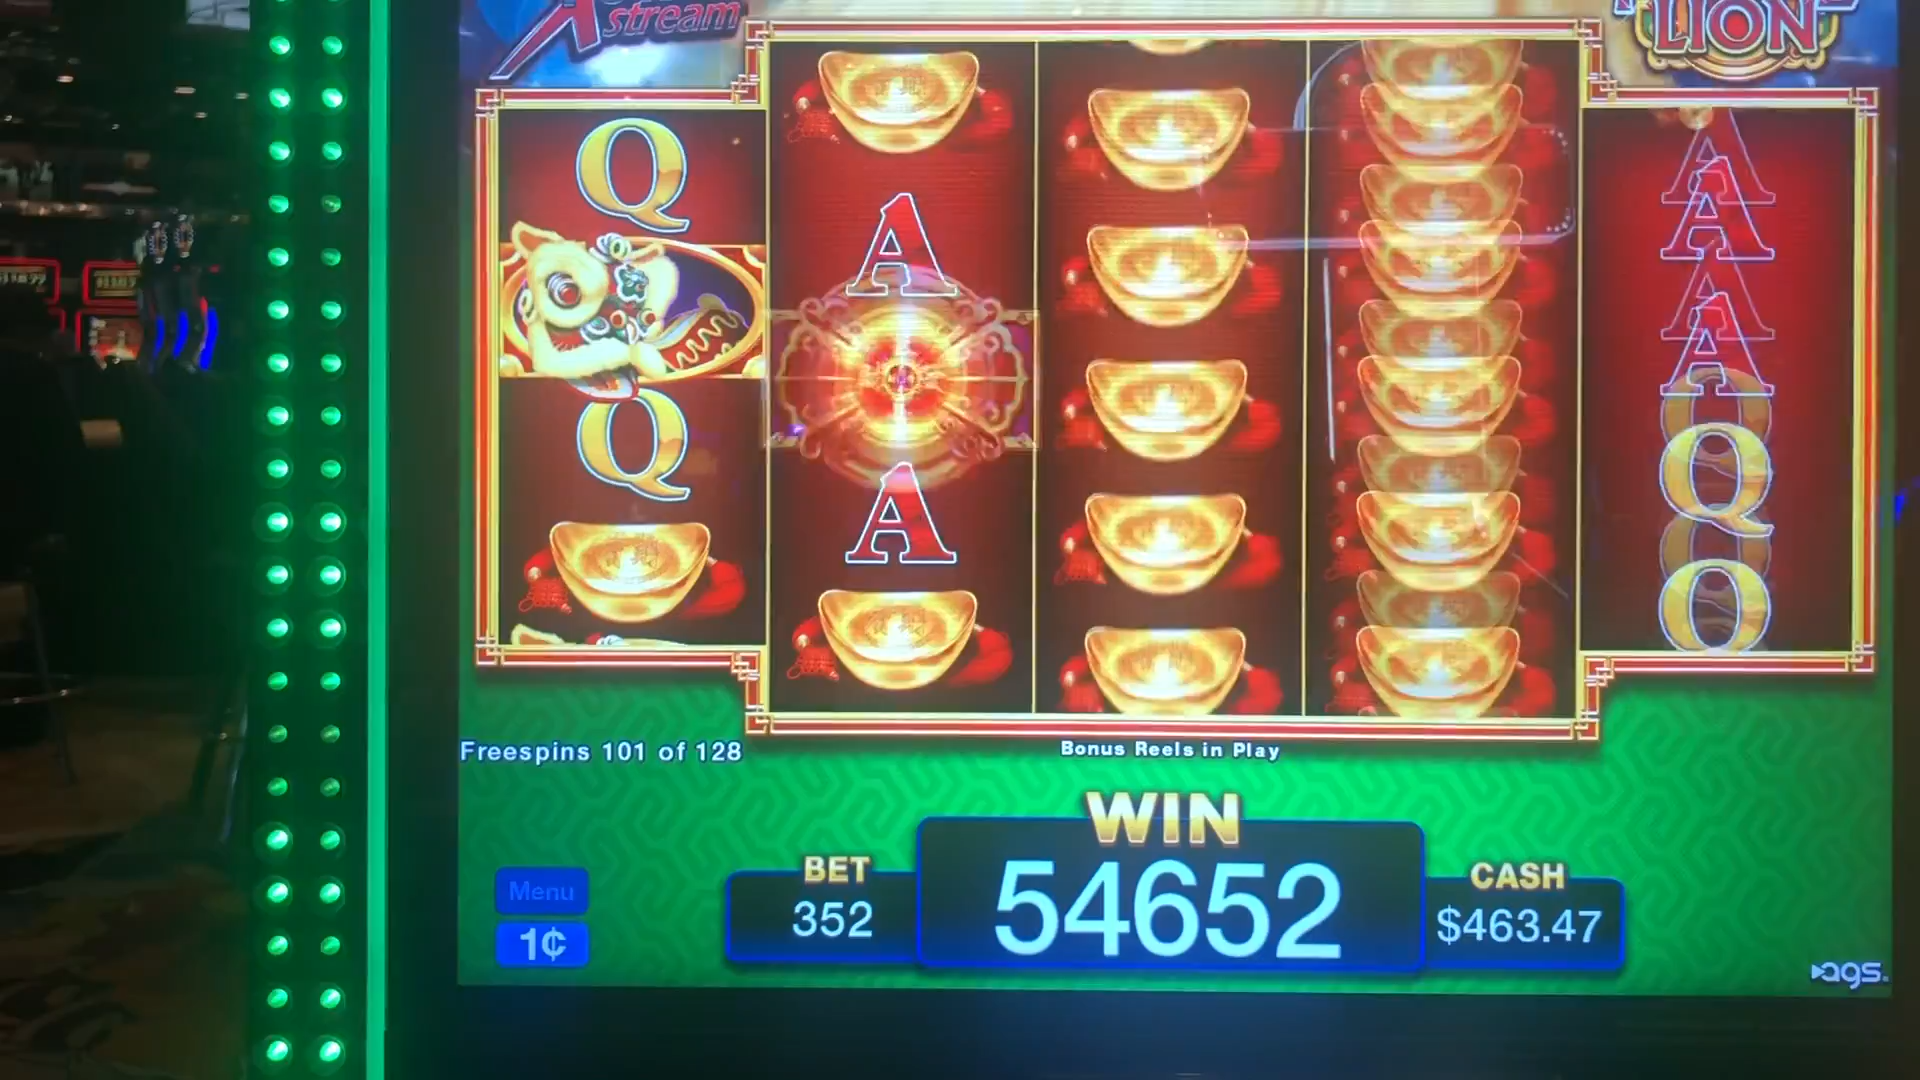 Xtreme stream
LION
Q
A
A
A
Q
A
A
A
Q
Q
Freespins 101 of 128
Bonus Reels in Play
WIN
54652
BET
352
CASH
$463.47
Menu
1¢
ags